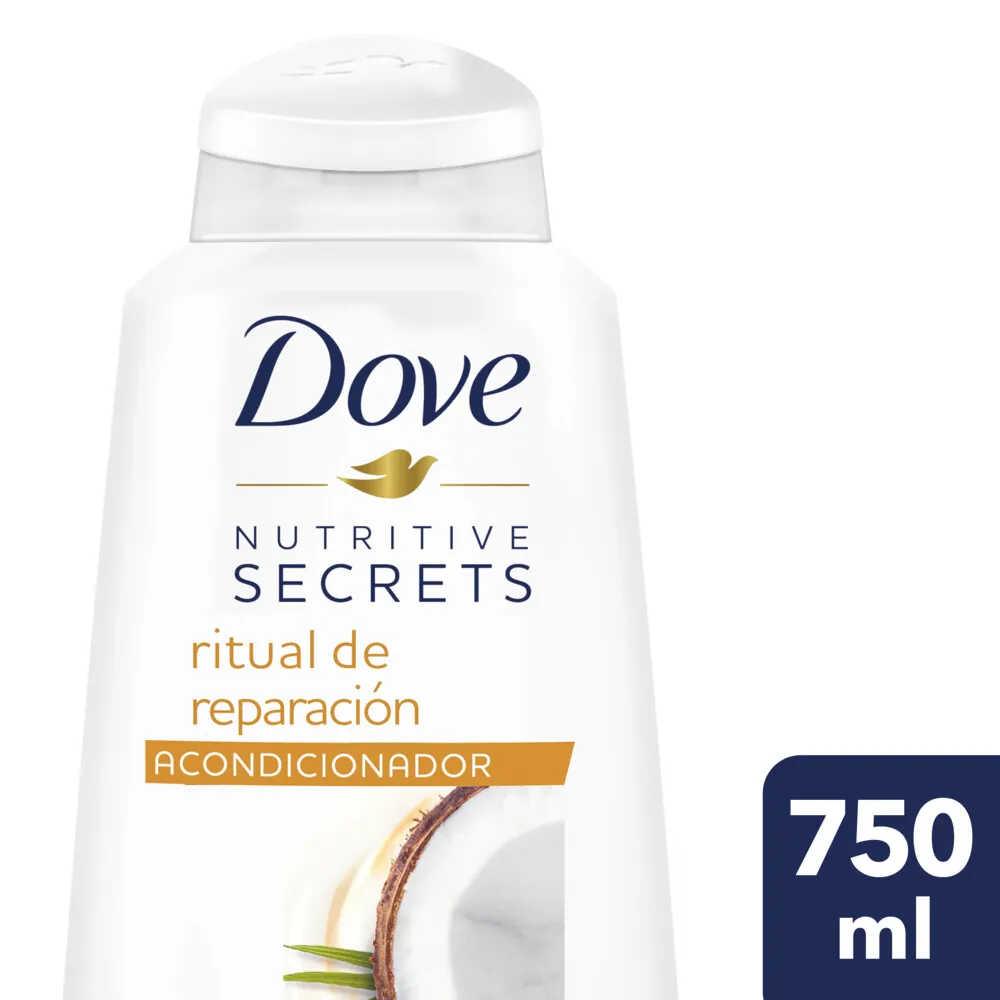 Dove
NUTRITIVE
SECRETS
ritual de
reparación
ACONDICIONADOR
750
ml